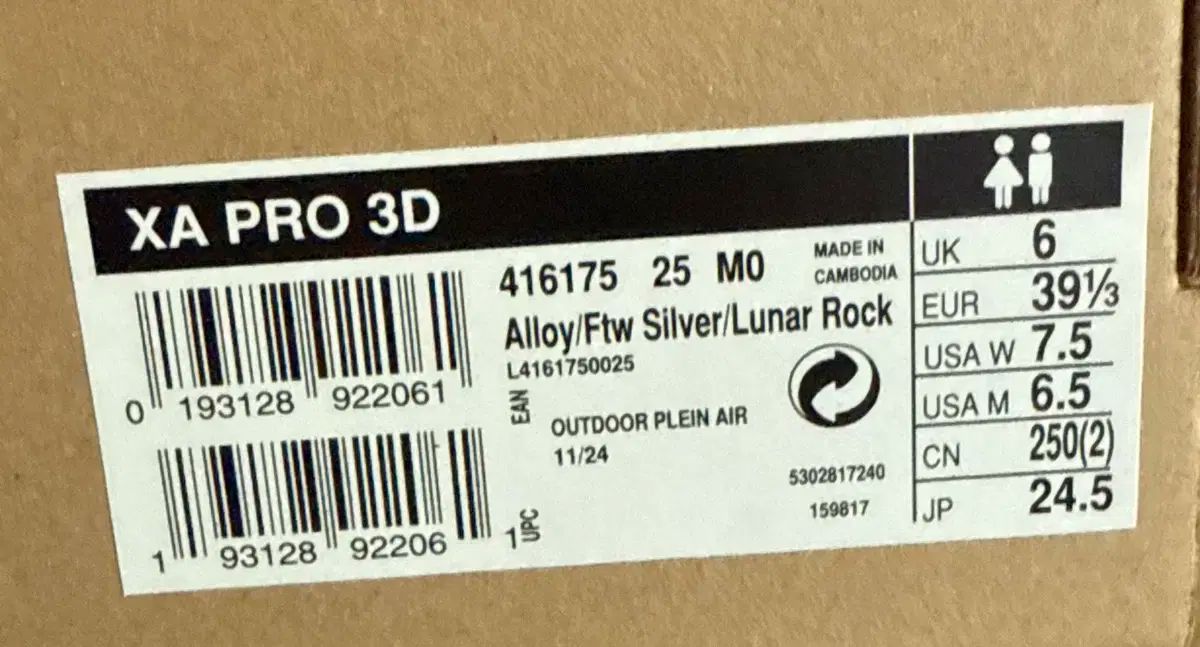 XA PRO 3D
416175 25 M0
MADE IN
CAMBODIA
Alloy/Ftw Silver/Lunar Rock
L4161750025
0 193128 922061
EAN
OUTDOOR PLEIN AIR
11/24
5302817240
159817
1 93128 92206 1
UPC
UK 6
EUR 39⅓
USA W 7.5
USA M 6.5
CN 250(2)
JP 24.5